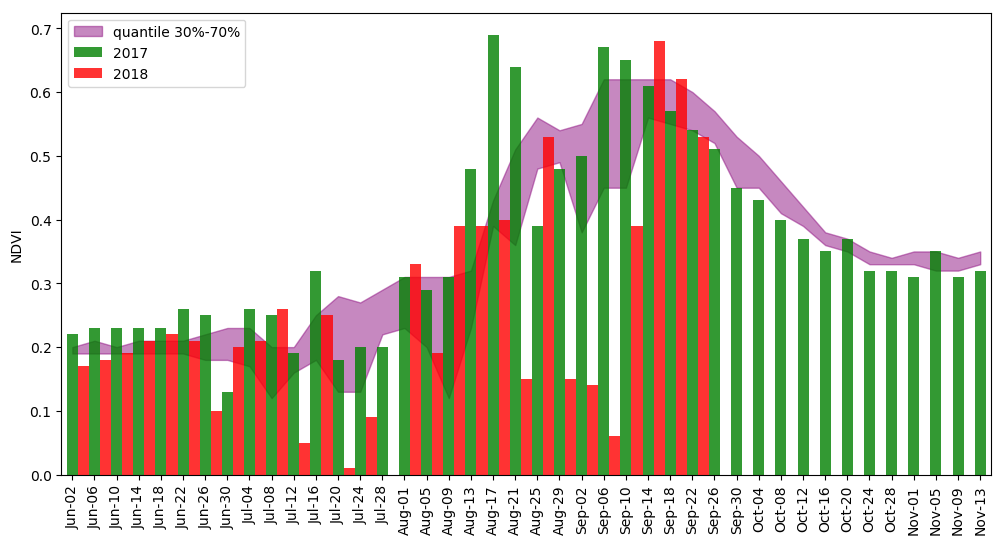 quantile 30%-70%
2017
2018
NDVI
0.7
0.6
0.5
0.4
0.3
0.2
0.1
0.0
Jun-02
Jun-06
Jun-10
Jun-14
Jun-18
Jun-22
Jun-26
Jun-30
Jul-04
Jul-08
Jul-12
Jul-16
Jul-20
Jul-24
Jul-28
Aug-01
Aug-05
Aug-09
Aug-13
Aug-17
Aug-21
Aug-25
Aug-29
Sep-02
Sep-06
Sep-10
Sep-14
Sep-18
Sep-22
Sep-26
Sep-30
Oct-04
Oct-08
Oct-12
Oct-16
Oct-20
Oct-24
Oct-28
Nov-01
Nov-05
Nov-09
Nov-13